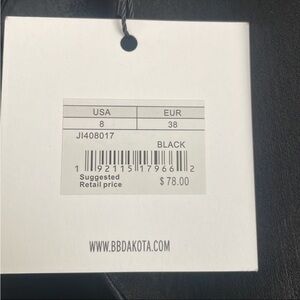 USA EUR
8 38
JI408017
BLACK
1 92115 17966 2
Suggested
Retail price $78.00
WWW.BBDAKOTA.COM